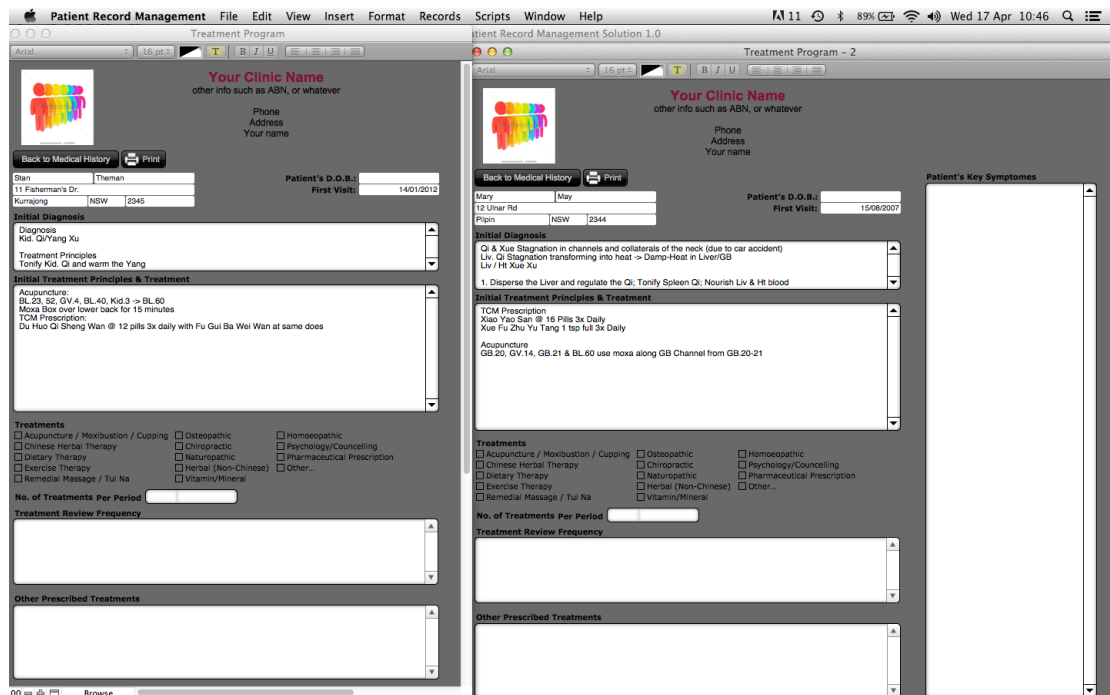 Patient Record Management File Edit View Insert Format Records Scripts Window Help
11 89% Wed 17 Apr 10:46
Treatment Program
Arial 16 pt T B I U
Your Clinic Name
other info such as ABN, or whatever
Phone
Address
Your name
Back to Medical History Print
Stan Theman
Patient's D.O.B.:
11 Fisherman's Dr.
First Visit: 14/01/2012
Kurrajong NSW 2345
Initial Diagnosis
Diagnosis
Kid. Qi/Yang Xu
Treatment Principles
Tonify Kid. Qi and warm the Yang
Initial Treatment Principles & Treatment
Acupuncture:
BL.23, 52, GV.4, BL.40, Kid.3 -> BL.60
Moxa Box over lower back for 15 minutes
TCM Prescription:
Du Huo Qi Sheng Wan @ 12 pills 3x daily with Fu Gui Ba Wei Wan at same does
Treatments
Acupuncture / Moxibustion / Cupping Osteopathic Homoeopathic
Chinese Herbal Therapy Chiropractic Psychology/Councelling
Dietary Therapy Naturopathic Pharmaceutical Prescription
Exercise Therapy Herbal (Non-Chinese) Other...
Remedial Massage / Tui Na Vitamin/Mineral
No. of Treatments Per Period
Treatment Review Frequency
Other Prescribed Treatments
Browse
atient Record Management Solution 1.0
Treatment Program - 2
Arial 16 pt T B I U
Your Clinic Name
other info such as ABN, or whatever
Phone
Address
Your name
Back to Medical History Print
Mary May
Patient's D.O.B.:
12 Ulnar Rd
First Visit: 15/08/2007
Pilpin NSW 2344
Initial Diagnosis
Qi & Xue Stagnation in channels and collaterals of the neck (due to car accident)
Liv. Qi Stagnation transforming into heat -> Damp-Heat in Liver/GB
Liv / Ht Xue Xu
1. Disperse the Liver and regulate the Qi; Tonify Spleen Qi; Nourish Liv & Ht blood
Initial Treatment Principles & Treatment
TCM Prescription
Xiao Yao San @ 16 Pills 3x Daily
Xue Fu Zhu Yu Tang 1 tsp full 3x Daily
Acupuncture
GB.20, GV.14, GB.21 & BL.60 use moxa along GB Channel from GB.20-21
Treatments
Acupuncture / Moxibustion / Cupping Osteopathic Homoeopathic
Chinese Herbal Therapy Chiropractic Psychology/Councelling
Dietary Therapy Naturopathic Pharmaceutical Prescription
Exercise Therapy Herbal (Non-Chinese) Other...
Remedial Massage / Tui Na Vitamin/Mineral
No. of Treatments Per Period
Treatment Review Frequency
Other Prescribed Treatments
Patient's Key Symptomes